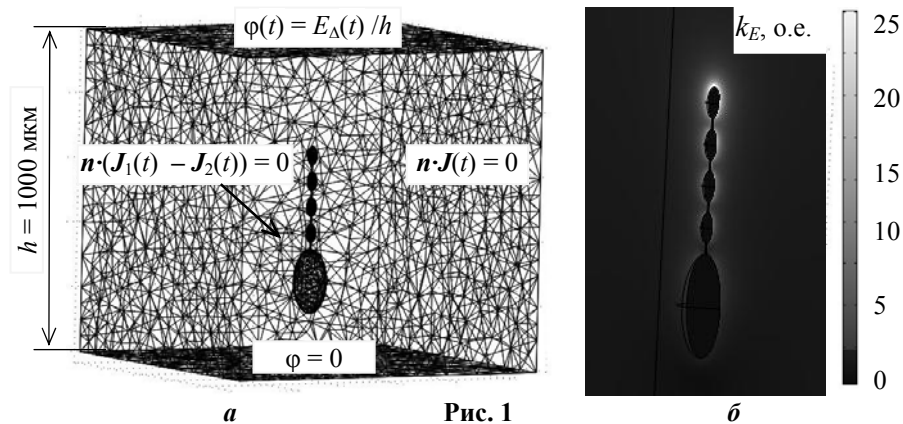 φ(t) = E_Δ(t) /h
h = 1000 мкм
n·(J₁(t) – J₂(t)) = 0
n·J(t) = 0
φ = 0
а
Рис. 1
k_E, о.е.
25
20
15
10
5
0
б